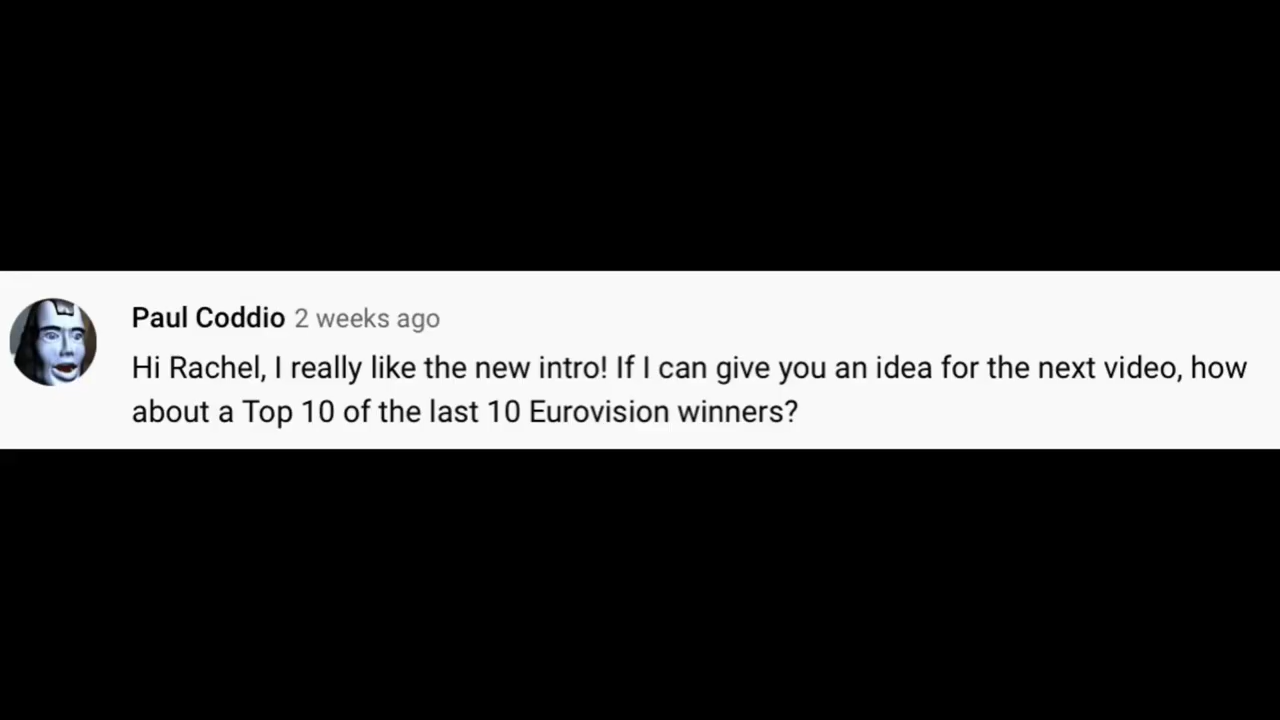 Paul Coddio 2 weeks ago
Hi Rachel, I really like the new intro! If I can give you an idea for the next video, how
about a Top 10 of the last 10 Eurovision winners?